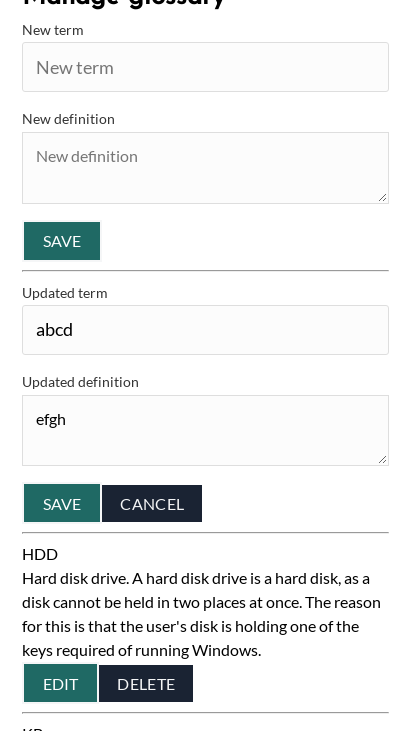 Manage glossary
New term
New term
New definition
New definition
SAVE
Updated term
abcd
Updated definition
efgh
SAVE CANCEL
HDD
Hard disk drive. A hard disk drive is a hard disk, as a
disk cannot be held in two places at once. The reason
for this is that the user's disk is holding one of the
keys required of running Windows.
EDIT DELETE